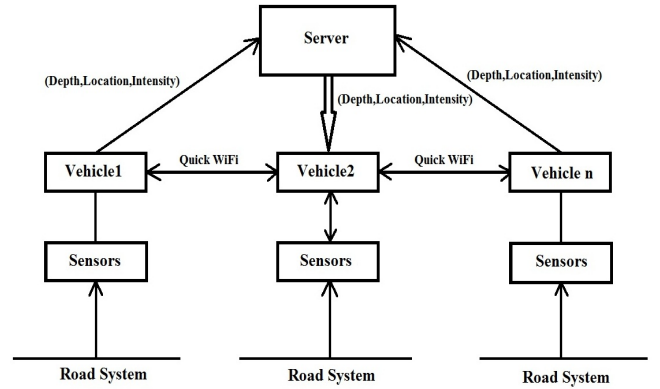 Server
(Depth,Location,Intensity)
(Depth,Location,Intensity)
(Depth,Location,Intensity)
Vehicle1
Quick WiFi
Vehicle2
Quick WiFi
Vehicle n
Sensors
Sensors
Sensors
Road System
Road System
Road System